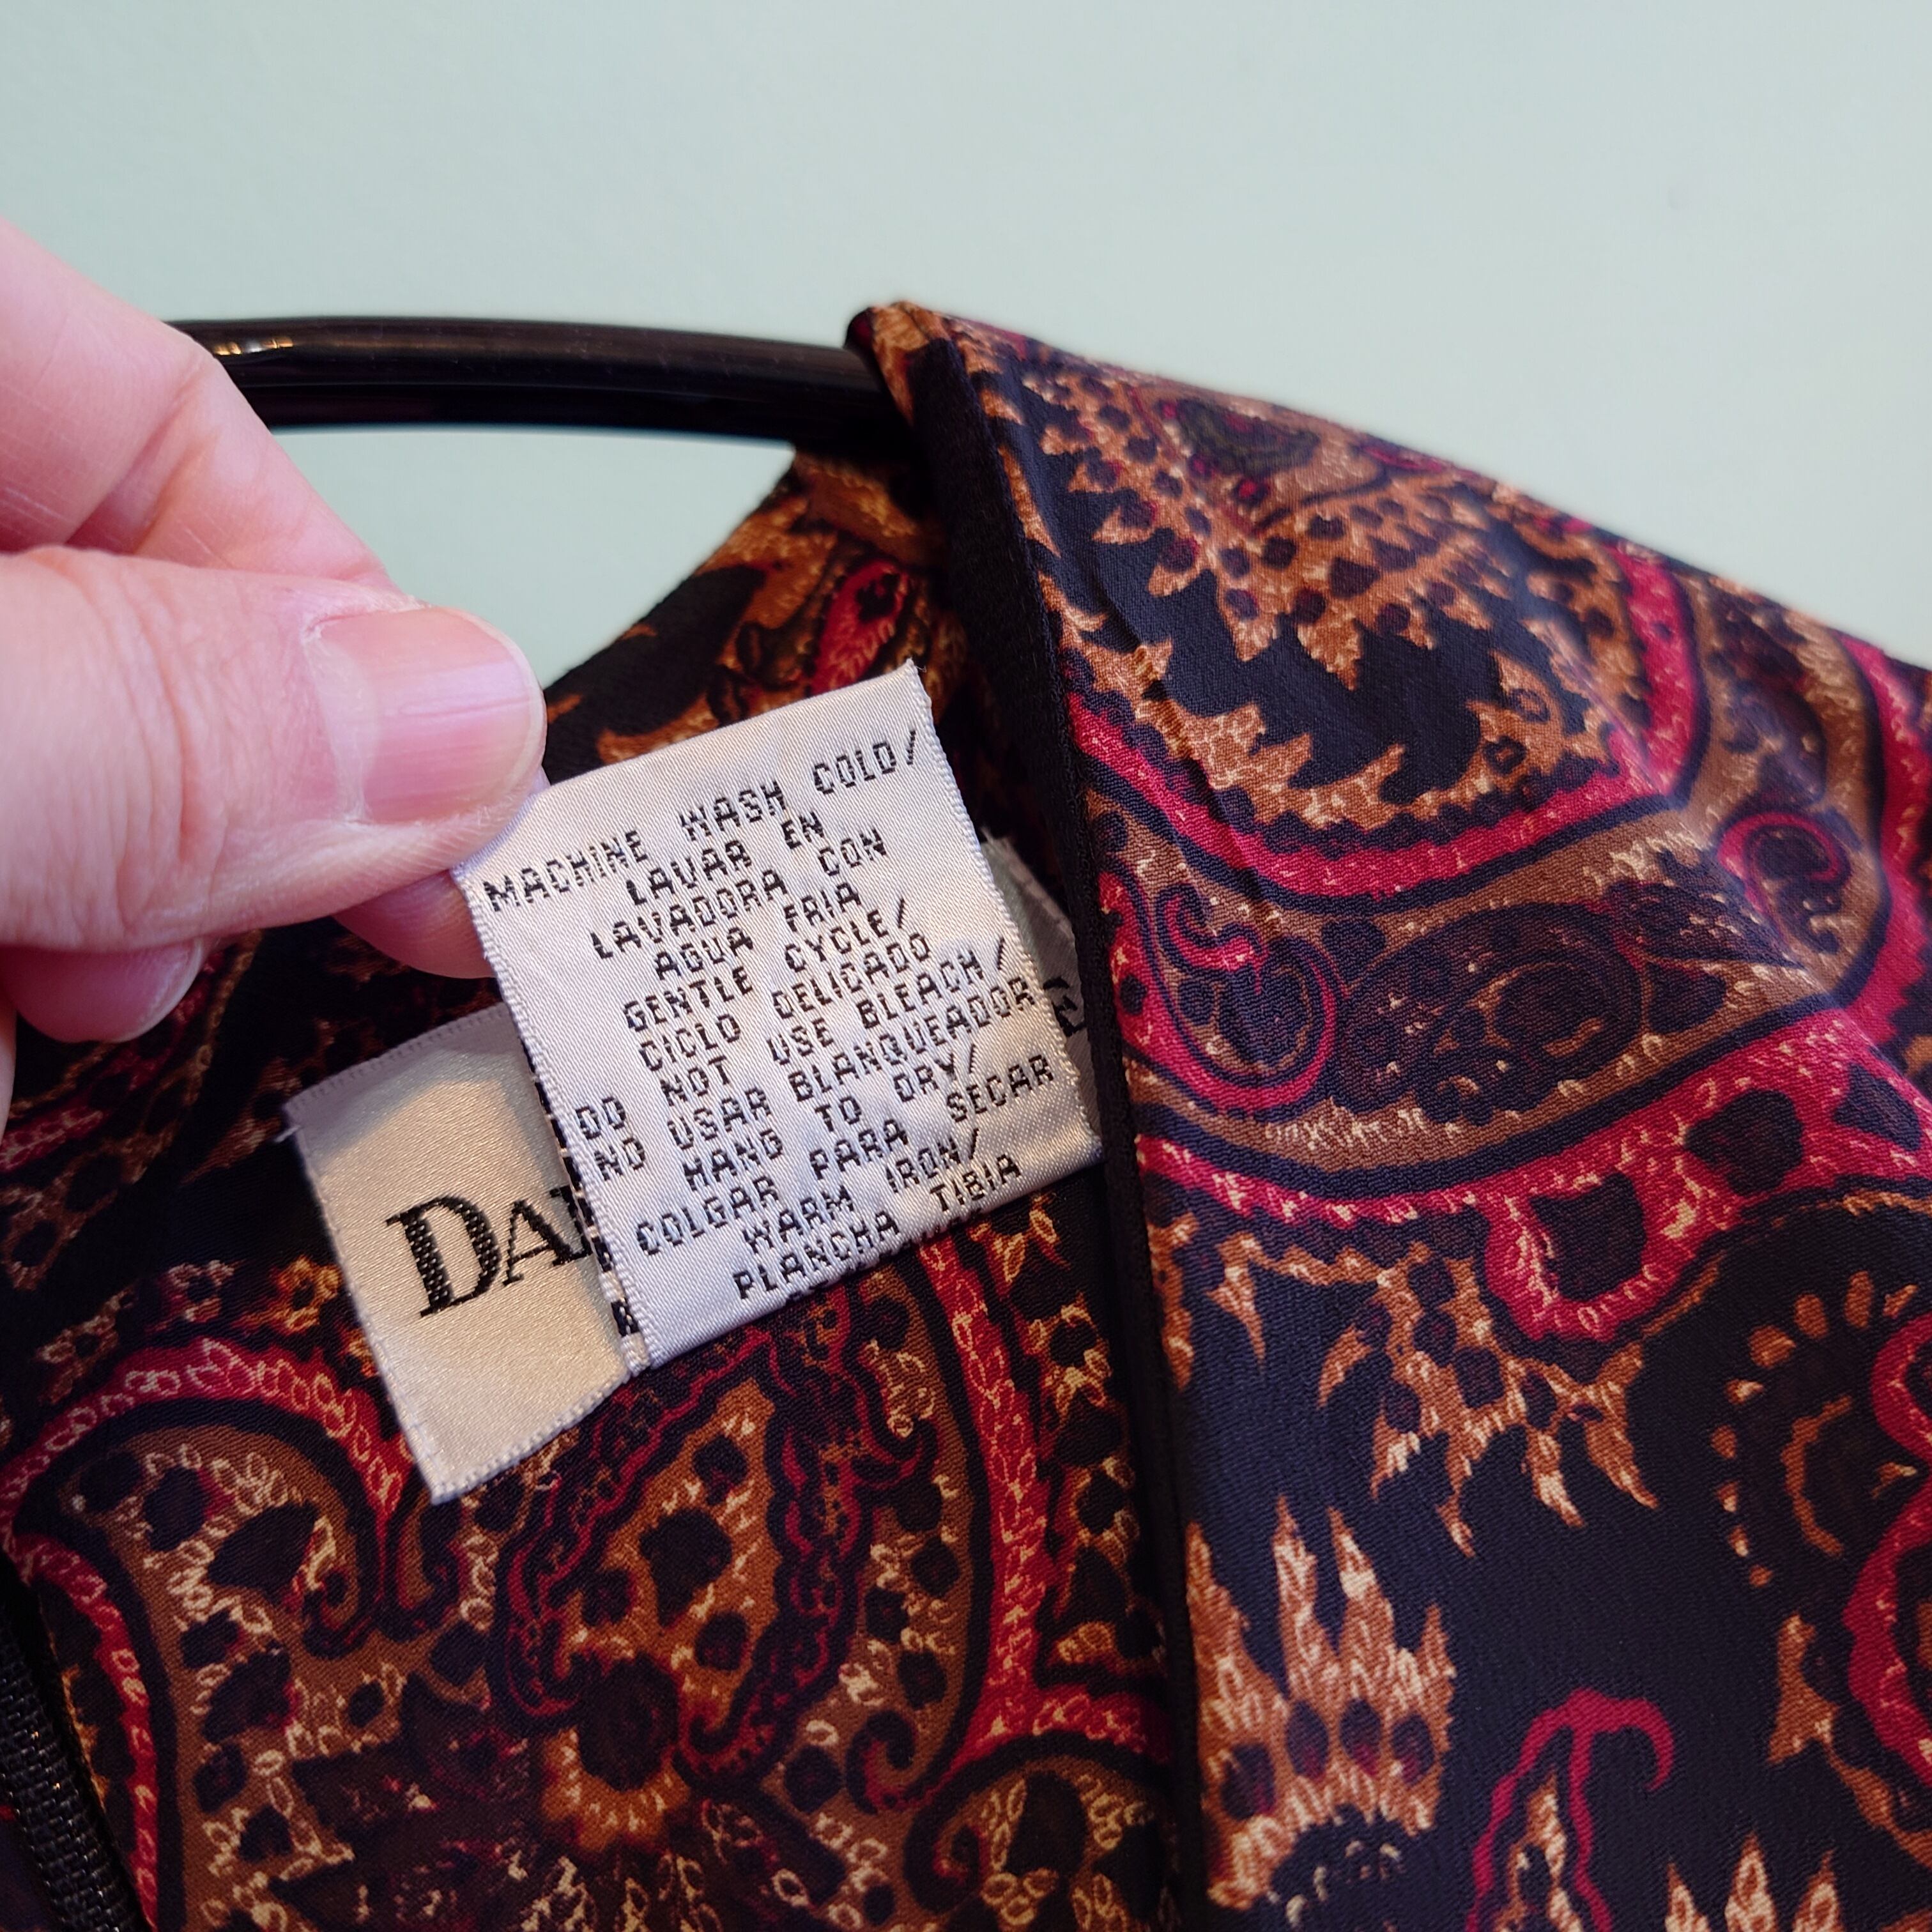 MACHINE WASH COLD/
LAVAR EN
LAVADORA CON
AGUA FRIA
GENTLE CYCLE/
CICLO DELICADO
DO NOT USE BLEACH/
NO USAR BLANQUEADOR
HANG TO DRY/
COLGAR PARA SECAR
WARM IRON/
PLANCHA TIBIA